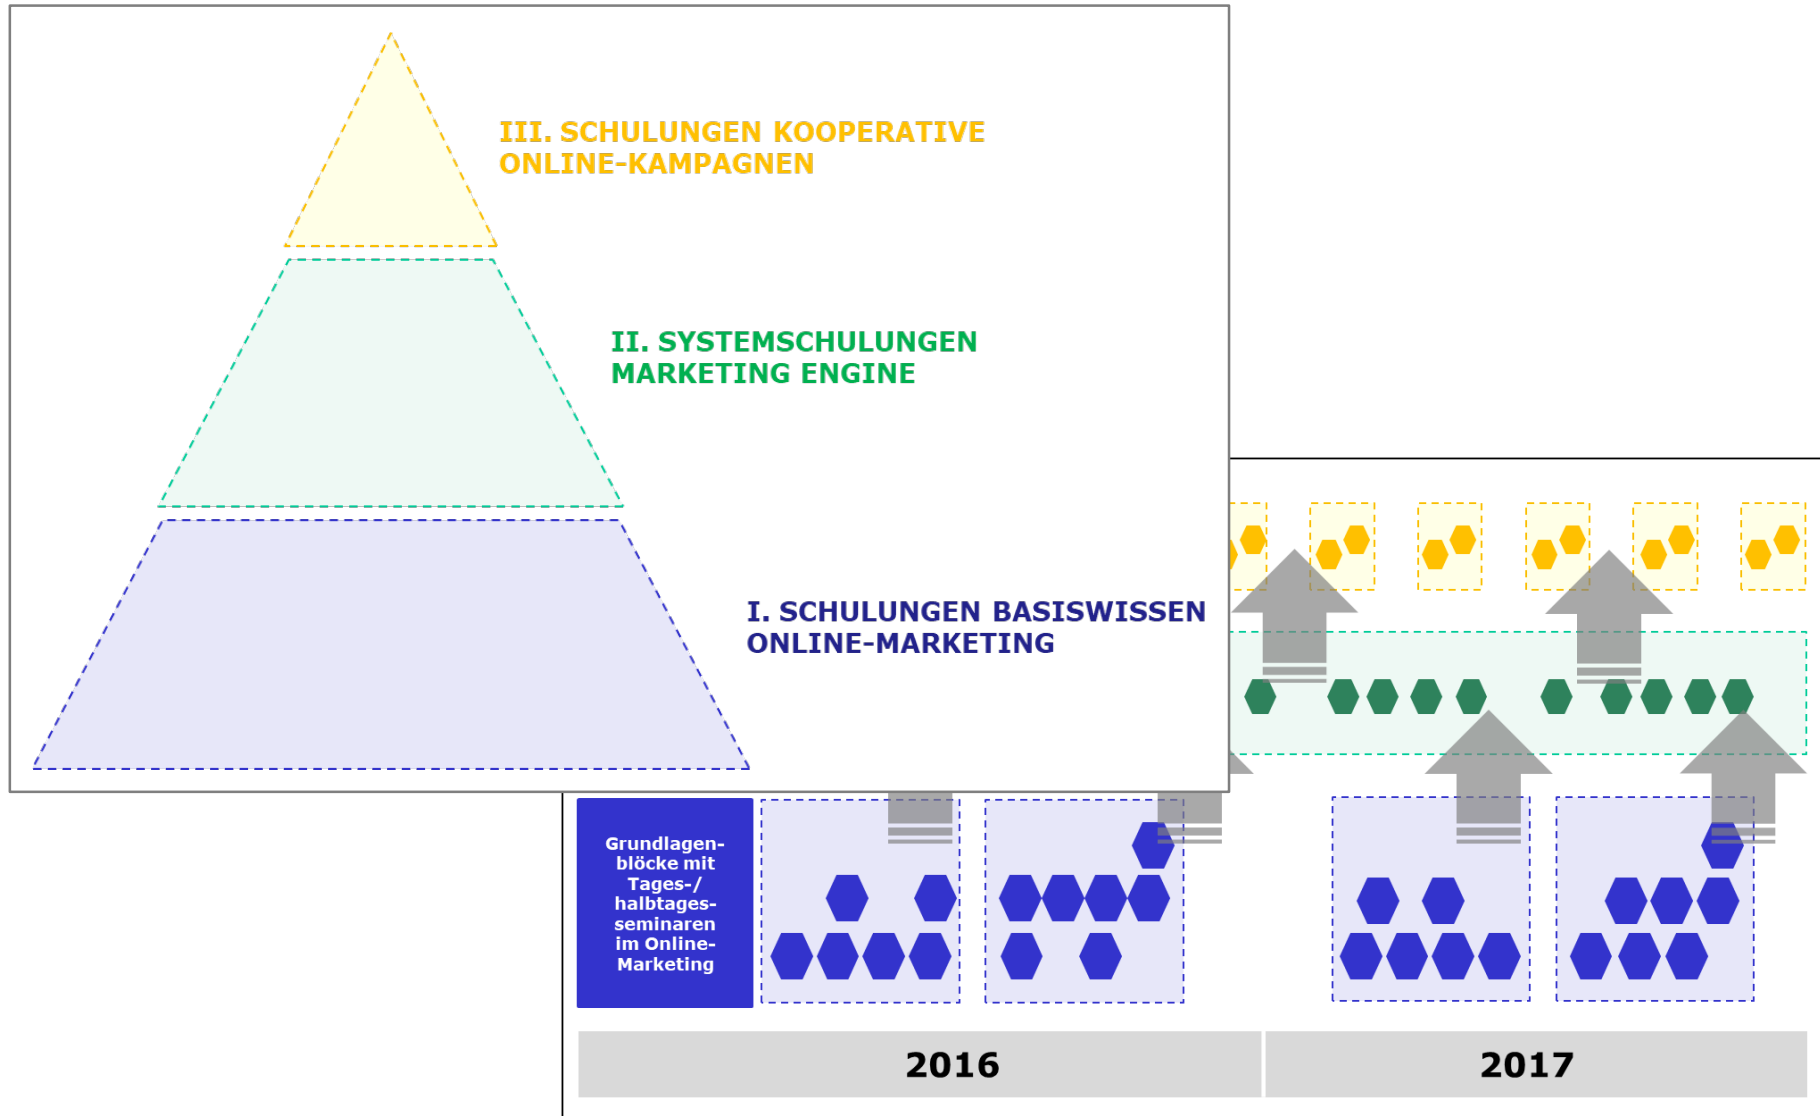 III. SCHULUNGEN KOOPERATIVE
ONLINE-KAMPAGNEN
II. SYSTEMSCHULUNGEN
MARKETING ENGINE
I. SCHULUNGEN BASISWISSEN
ONLINE-MARKETING
Grundlagen-
blöcke mit
Tages-/
halbtages-
seminaren
im Online-
Marketing
2016
2017